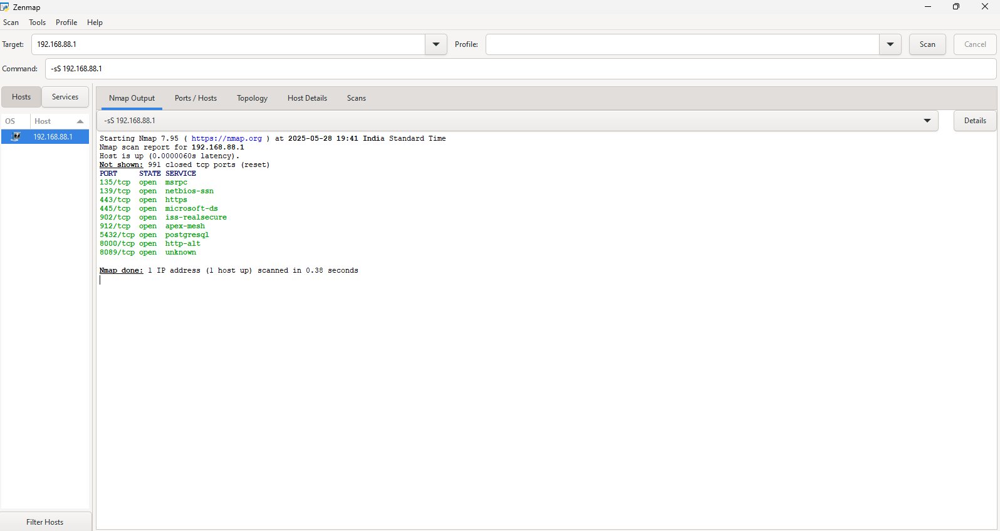 Zenmap
Scan Tools Profile Help
Target: 192.168.88.1 Profile: Scan Cancel
Command: -sS 192.168.88.1
Hosts Services Nmap Output Ports / Hosts Topology Host Details Scans
OS Host -sS 192.168.88.1 Details
192.168.88.1
Starting Nmap 7.95 ( https://nmap.org ) at 2025-05-28 19:41 India Standard Time
Nmap scan report for 192.168.88.1
Host is up (0.0000060s latency).
Not shown: 991 closed tcp ports (reset)
PORT STATE SERVICE
135/tcp open msrpc
139/tcp open netbios-ssn
443/tcp open https
445/tcp open microsoft-ds
902/tcp open iss-realsecure
912/tcp open apex-mesh
5432/tcp open postgresql
8000/tcp open http-alt
8089/tcp open unknown
Nmap done: 1 IP address (1 host up) scanned in 0.38 seconds
Filter Hosts